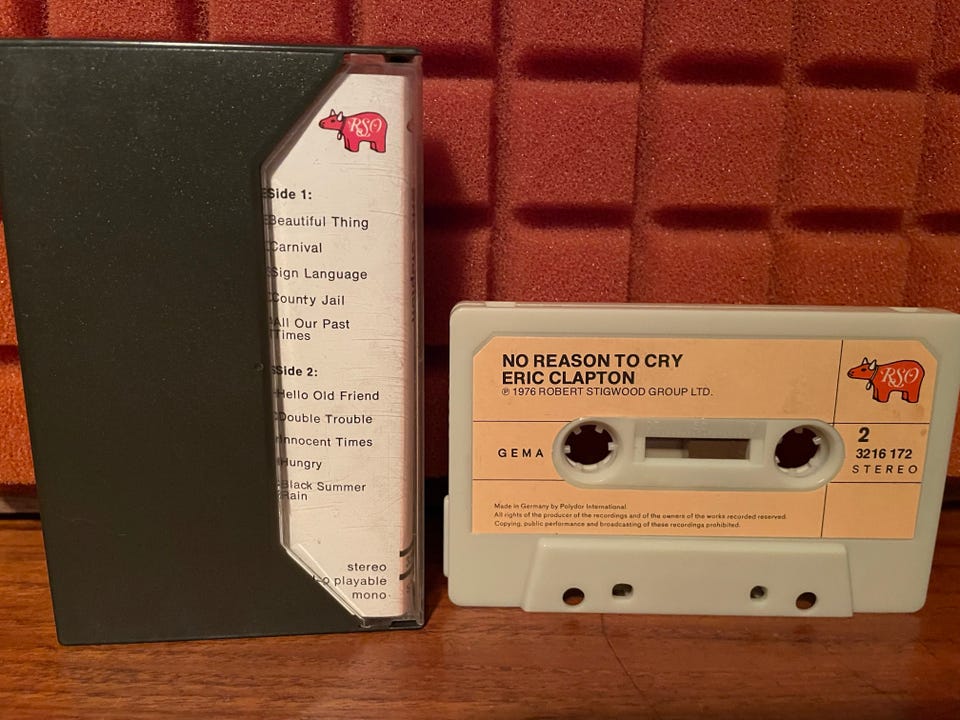 RSO
Side 1:
Beautiful Thing
Carnival
Sign Language
County Jail
All Our Past
Times
Side 2:
Hello Old Friend
Double Trouble
Innocent Times
Hungry
Black Summer
Rain
stereo
playable
mono
NO REASON TO CRY
ERIC CLAPTON
℗ 1976 ROBERT STIGWOOD GROUP LTD.
RSO
GEMA
2
3216 172
STEREO
Made in Germany by Polydor International.
All rights of the producer of the recordings and of the owners of the works recorded reserved.
Copying, public performance and broadcasting of these recordings prohibited.